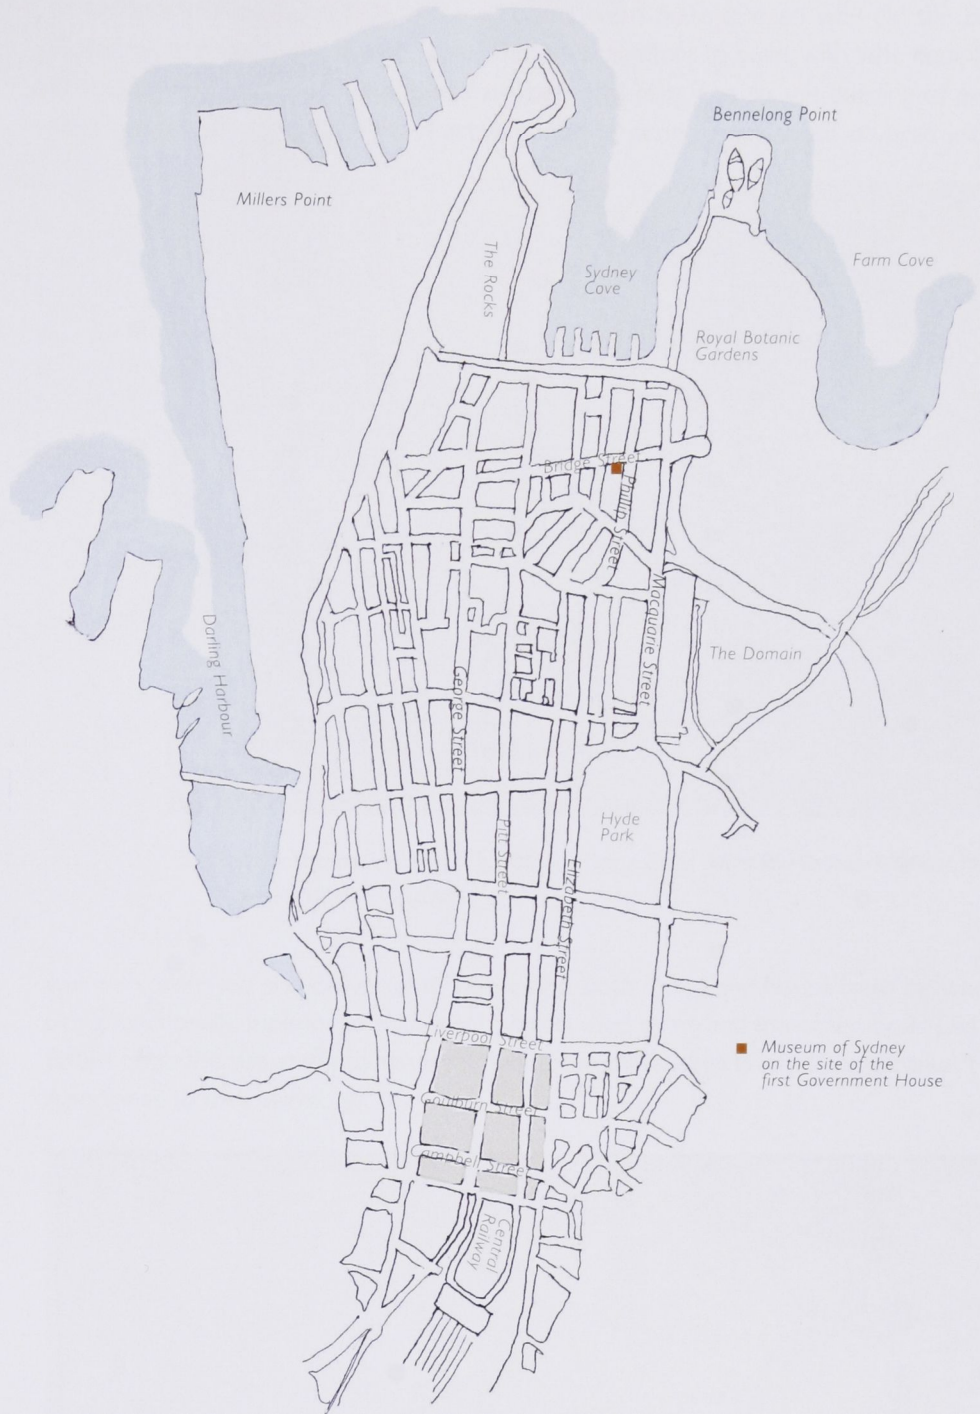 Bennelong Point
Millers Point
The Rocks
Sydney
Cove
Farm Cove
Royal Botanic
Gardens
Bridge Street
Phillip Street
Macquarie Street
The Domain
Darling Harbour
George Street
Hyde
Park
Pitt Street
Elizabeth Street
Liverpool Street
Museum of Sydney
on the site of the
first Government House
Goulburn Street
Campbell Street
Central
Railway